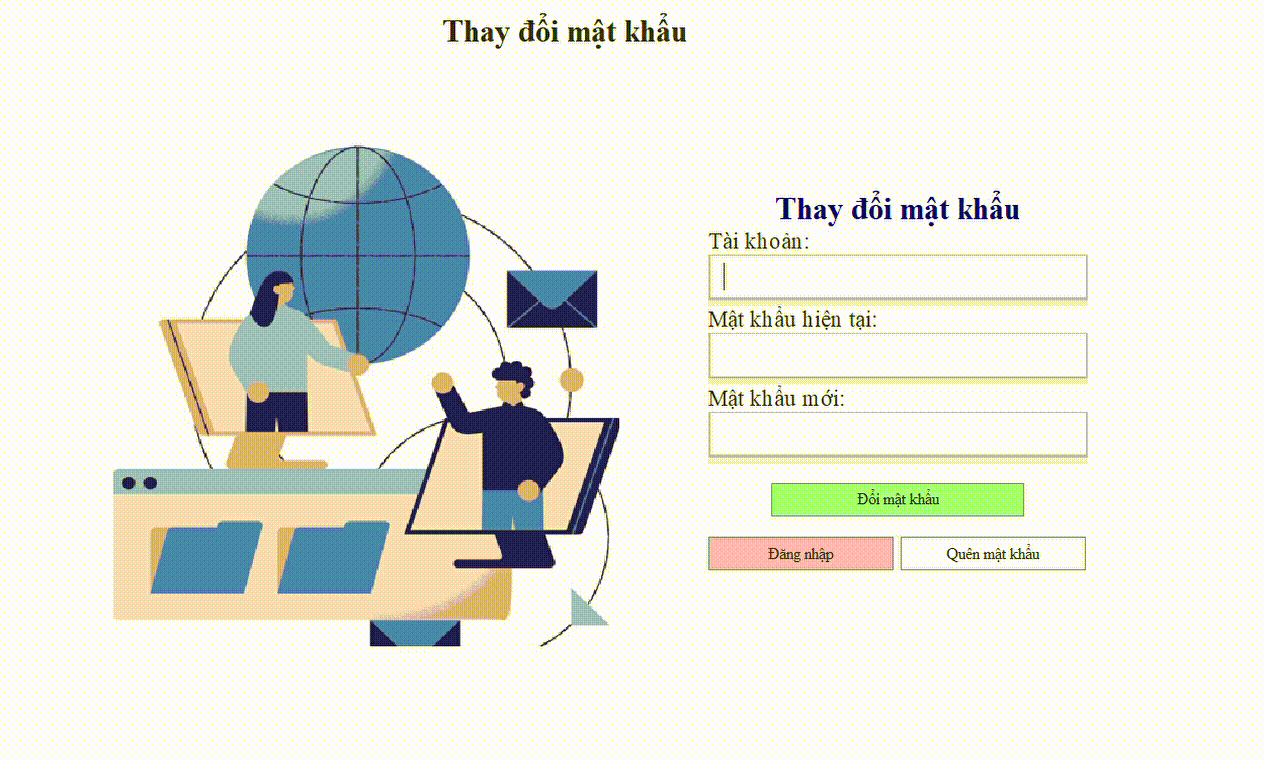 Thay đổi mật khẩu
Thay đổi mật khẩu
Tài khoản:
Mật khẩu hiện tại:
Mật khẩu mới:
Đổi mật khẩu
Đăng nhập
Quên mật khẩu